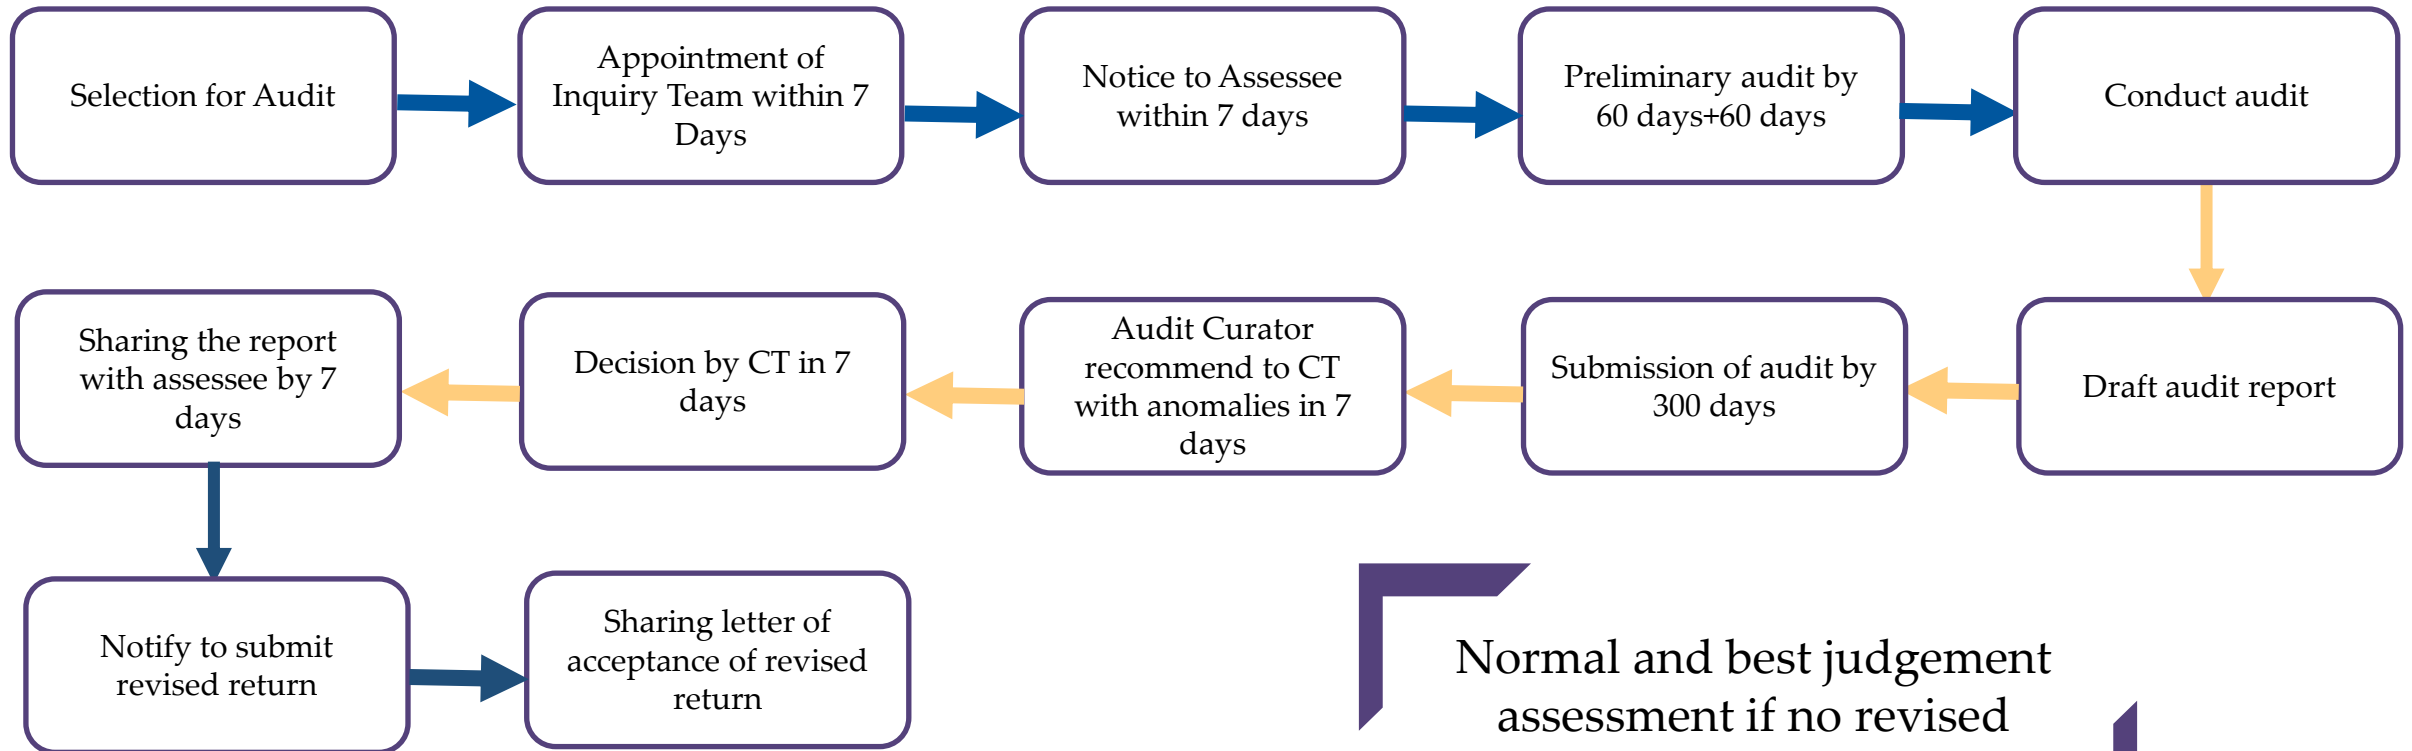 Selection for Audit
Appointment of
Inquiry Team within 7
Days
Notice to Assessee
within 7 days
Preliminary audit by
60 days+60 days
Conduct audit
Sharing the report
with assessee by 7
days
Decision by CT in 7
days
Audit Curator
recommend to CT
with anomalies in 7
days
Submission of audit by
300 days
Draft audit report
Notify to submit
revised return
Sharing letter of
acceptance of revised
return
Normal and best judgement
assessment if no revised